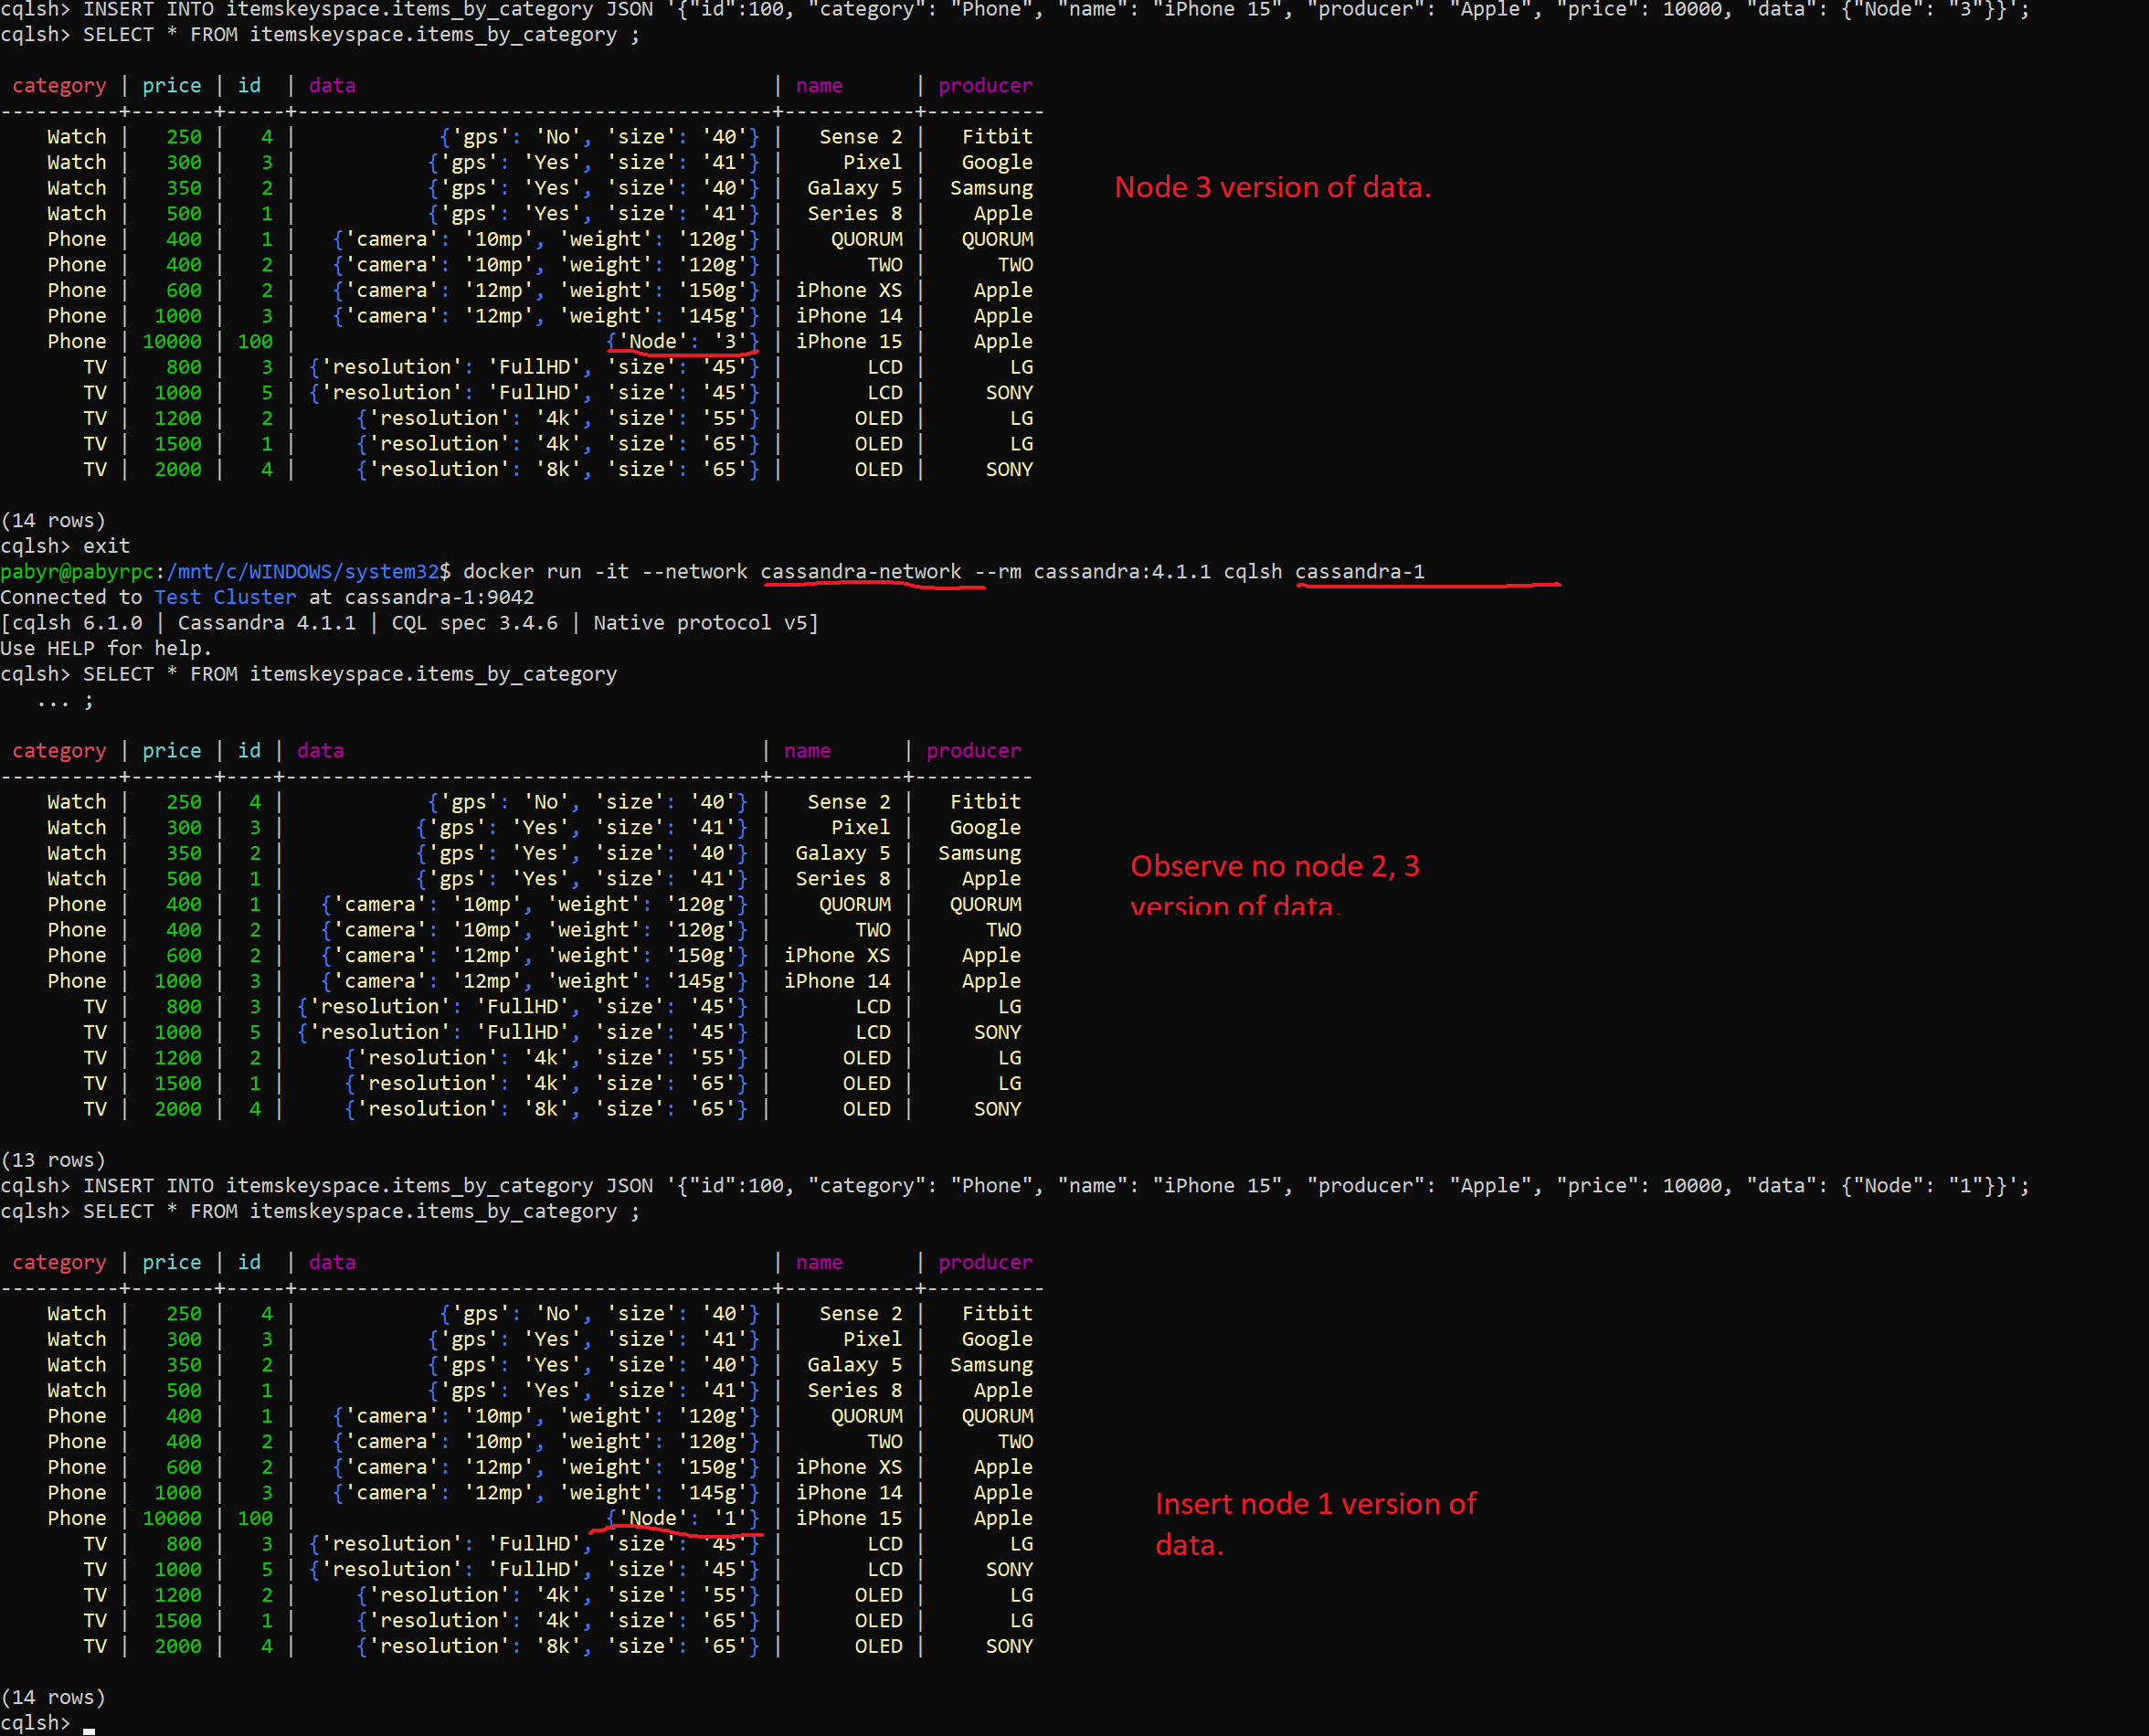 cqlsh> INSERT INTO itemskeyspace.items_by_category JSON '{"id":100, "category": "Phone", "name": "iPhone 15", "producer": "Apple", "price": 10000, "data": {"Node": "3"}}';
cqlsh> SELECT * FROM itemskeyspace.items_by_category ;
category | price | id | data | name | producer
----------+-------+-----+----------------------------------------+-----------+----------
Watch | 250 | 4 | {'gps': 'No', 'size': '40'} | Sense 2 | Fitbit
Watch | 300 | 3 | {'gps': 'Yes', 'size': '41'} | Pixel | Google
Watch | 350 | 2 | {'gps': 'Yes', 'size': '40'} | Galaxy 5 | Samsung
Node 3 version of data.
Watch | 500 | 1 | {'gps': 'Yes', 'size': '41'} | Series 8 | Apple
Phone | 400 | 1 | {'camera': '10mp', 'weight': '120g'} | QUORUM | QUORUM
Phone | 400 | 2 | {'camera': '10mp', 'weight': '120g'} | TWO | TWO
Phone | 600 | 2 | {'camera': '12mp', 'weight': '150g'} | iPhone XS | Apple
Phone | 1000 | 3 | {'camera': '12mp', 'weight': '145g'} | iPhone 14 | Apple
Phone | 10000 | 100 | {'Node': '3'} | iPhone 15 | Apple
TV | 800 | 3 | {'resolution': 'FullHD', 'size': '45'} | LCD | LG
TV | 1000 | 5 | {'resolution': 'FullHD', 'size': '45'} | LCD | SONY
TV | 1200 | 2 | {'resolution': '4k', 'size': '55'} | OLED | LG
TV | 1500 | 1 | {'resolution': '4k', 'size': '65'} | OLED | LG
TV | 2000 | 4 | {'resolution': '8k', 'size': '65'} | OLED | SONY
(14 rows)
cqlsh> exit
pabyr@pabyrpc:/mnt/c/WINDOWS/system32$ docker run -it --network cassandra-network --rm cassandra:4.1.1 cqlsh cassandra-1
Connected to Test Cluster at cassandra-1:9042
[cqlsh 6.1.0 | Cassandra 4.1.1 | CQL spec 3.4.6 | Native protocol v5]
Use HELP for help.
cqlsh> SELECT * FROM itemskeyspace.items_by_category
... ;
category | price | id | data | name | producer
----------+-------+----+----------------------------------------+-----------+----------
Watch | 250 | 4 | {'gps': 'No', 'size': '40'} | Sense 2 | Fitbit
Watch | 300 | 3 | {'gps': 'Yes', 'size': '41'} | Pixel | Google
Watch | 350 | 2 | {'gps': 'Yes', 'size': '40'} | Galaxy 5 | Samsung
Watch | 500 | 1 | {'gps': 'Yes', 'size': '41'} | Series 8 | Apple
Observe no node 2, 3
version of data.
Phone | 400 | 1 | {'camera': '10mp', 'weight': '120g'} | QUORUM | QUORUM
Phone | 400 | 2 | {'camera': '10mp', 'weight': '120g'} | TWO | TWO
Phone | 600 | 2 | {'camera': '12mp', 'weight': '150g'} | iPhone XS | Apple
Phone | 1000 | 3 | {'camera': '12mp', 'weight': '145g'} | iPhone 14 | Apple
TV | 800 | 3 | {'resolution': 'FullHD', 'size': '45'} | LCD | LG
TV | 1000 | 5 | {'resolution': 'FullHD', 'size': '45'} | LCD | SONY
TV | 1200 | 2 | {'resolution': '4k', 'size': '55'} | OLED | LG
TV | 1500 | 1 | {'resolution': '4k', 'size': '65'} | OLED | LG
TV | 2000 | 4 | {'resolution': '8k', 'size': '65'} | OLED | SONY
(13 rows)
cqlsh> INSERT INTO itemskeyspace.items_by_category JSON '{"id":100, "category": "Phone", "name": "iPhone 15", "producer": "Apple", "price": 10000, "data": {"Node": "1"}}';
cqlsh> SELECT * FROM itemskeyspace.items_by_category ;
category | price | id | data | name | producer
----------+-------+-----+----------------------------------------+-----------+----------
Watch | 250 | 4 | {'gps': 'No', 'size': '40'} | Sense 2 | Fitbit
Watch | 300 | 3 | {'gps': 'Yes', 'size': '41'} | Pixel | Google
Watch | 350 | 2 | {'gps': 'Yes', 'size': '40'} | Galaxy 5 | Samsung
Watch | 500 | 1 | {'gps': 'Yes', 'size': '41'} | Series 8 | Apple
Phone | 400 | 1 | {'camera': '10mp', 'weight': '120g'} | QUORUM | QUORUM
Phone | 400 | 2 | {'camera': '10mp', 'weight': '120g'} | TWO | TWO
Phone | 600 | 2 | {'camera': '12mp', 'weight': '150g'} | iPhone XS | Apple
Phone | 1000 | 3 | {'camera': '12mp', 'weight': '145g'} | iPhone 14 | Apple
Insert node 1 version of
data.
Phone | 10000 | 100 | {'Node': '1'} | iPhone 15 | Apple
TV | 800 | 3 | {'resolution': 'FullHD', 'size': '45'} | LCD | LG
TV | 1000 | 5 | {'resolution': 'FullHD', 'size': '45'} | LCD | SONY
TV | 1200 | 2 | {'resolution': '4k', 'size': '55'} | OLED | LG
TV | 1500 | 1 | {'resolution': '4k', 'size': '65'} | OLED | LG
TV | 2000 | 4 | {'resolution': '8k', 'size': '65'} | OLED | SONY
(14 rows)
cqlsh>